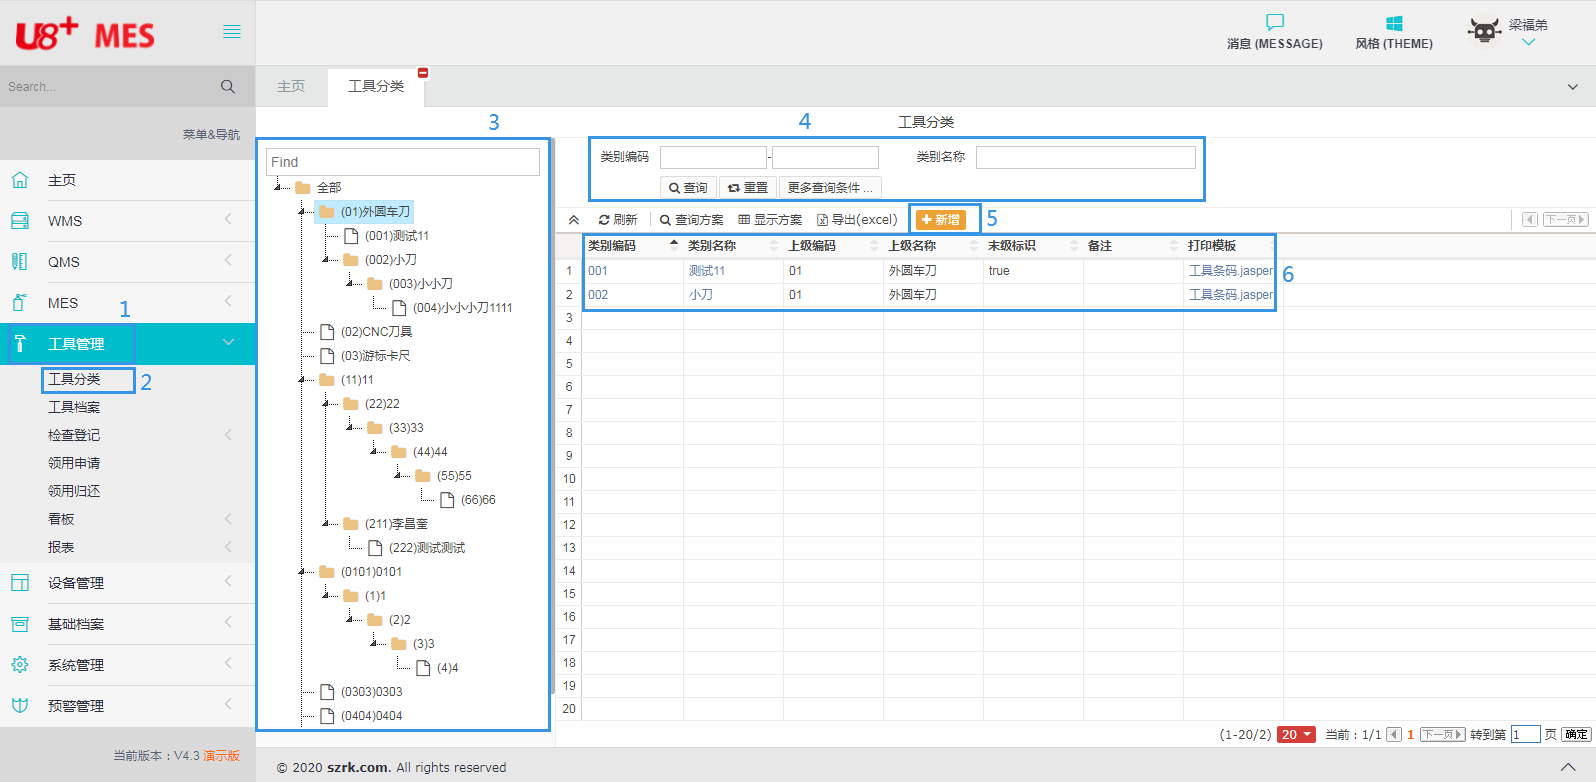 U8+ MES
消息 (MESSAGE)
风格 (THEME)
梁福弟
Search...
菜单&导航
主页
工具分类
主页
WMS
QMS
MES
1
工具管理
工具分类
2
工具档案
检查登记
领用申请
领用归还
看板
报表
设备管理
基础档案
系统管理
预警管理
当前版本：V4.3 演示版
3
Find
全部
(01)外圆车刀
(001)测试11
(002)小刀
(003)小小刀
(004)小小小刀1111
(02)CNC刀具
(03)游标卡尺
(11)11
(22)22
(33)33
(44)44
(55)55
(66)66
(211)李昌奎
(222)测试测试
(0101)0101
(1)1
(2)2
(3)3
(4)4
(0303)0303
(0404)0404
4
工具分类
类别编码 - 类别名称
查询 重置 更多查询条件 ...
刷新 查询方案 显示方案 导出(excel) 新增 5 下一页
类别编码 类别名称 上级编码 上级名称 末级标识 备注 打印模板
1 001 测试11 01 外圆车刀 true 工具条码.jasper 6
2 002 小刀 01 外圆车刀 工具条码.jasper
3
4
5
6
7
8
9
10
11
12
13
14
15
16
17
18
19
20
(1-20/2) 20 当前：1/1 1 下一页 转到第 1 页 确定
© 2020 szrk.com. All rights reserved